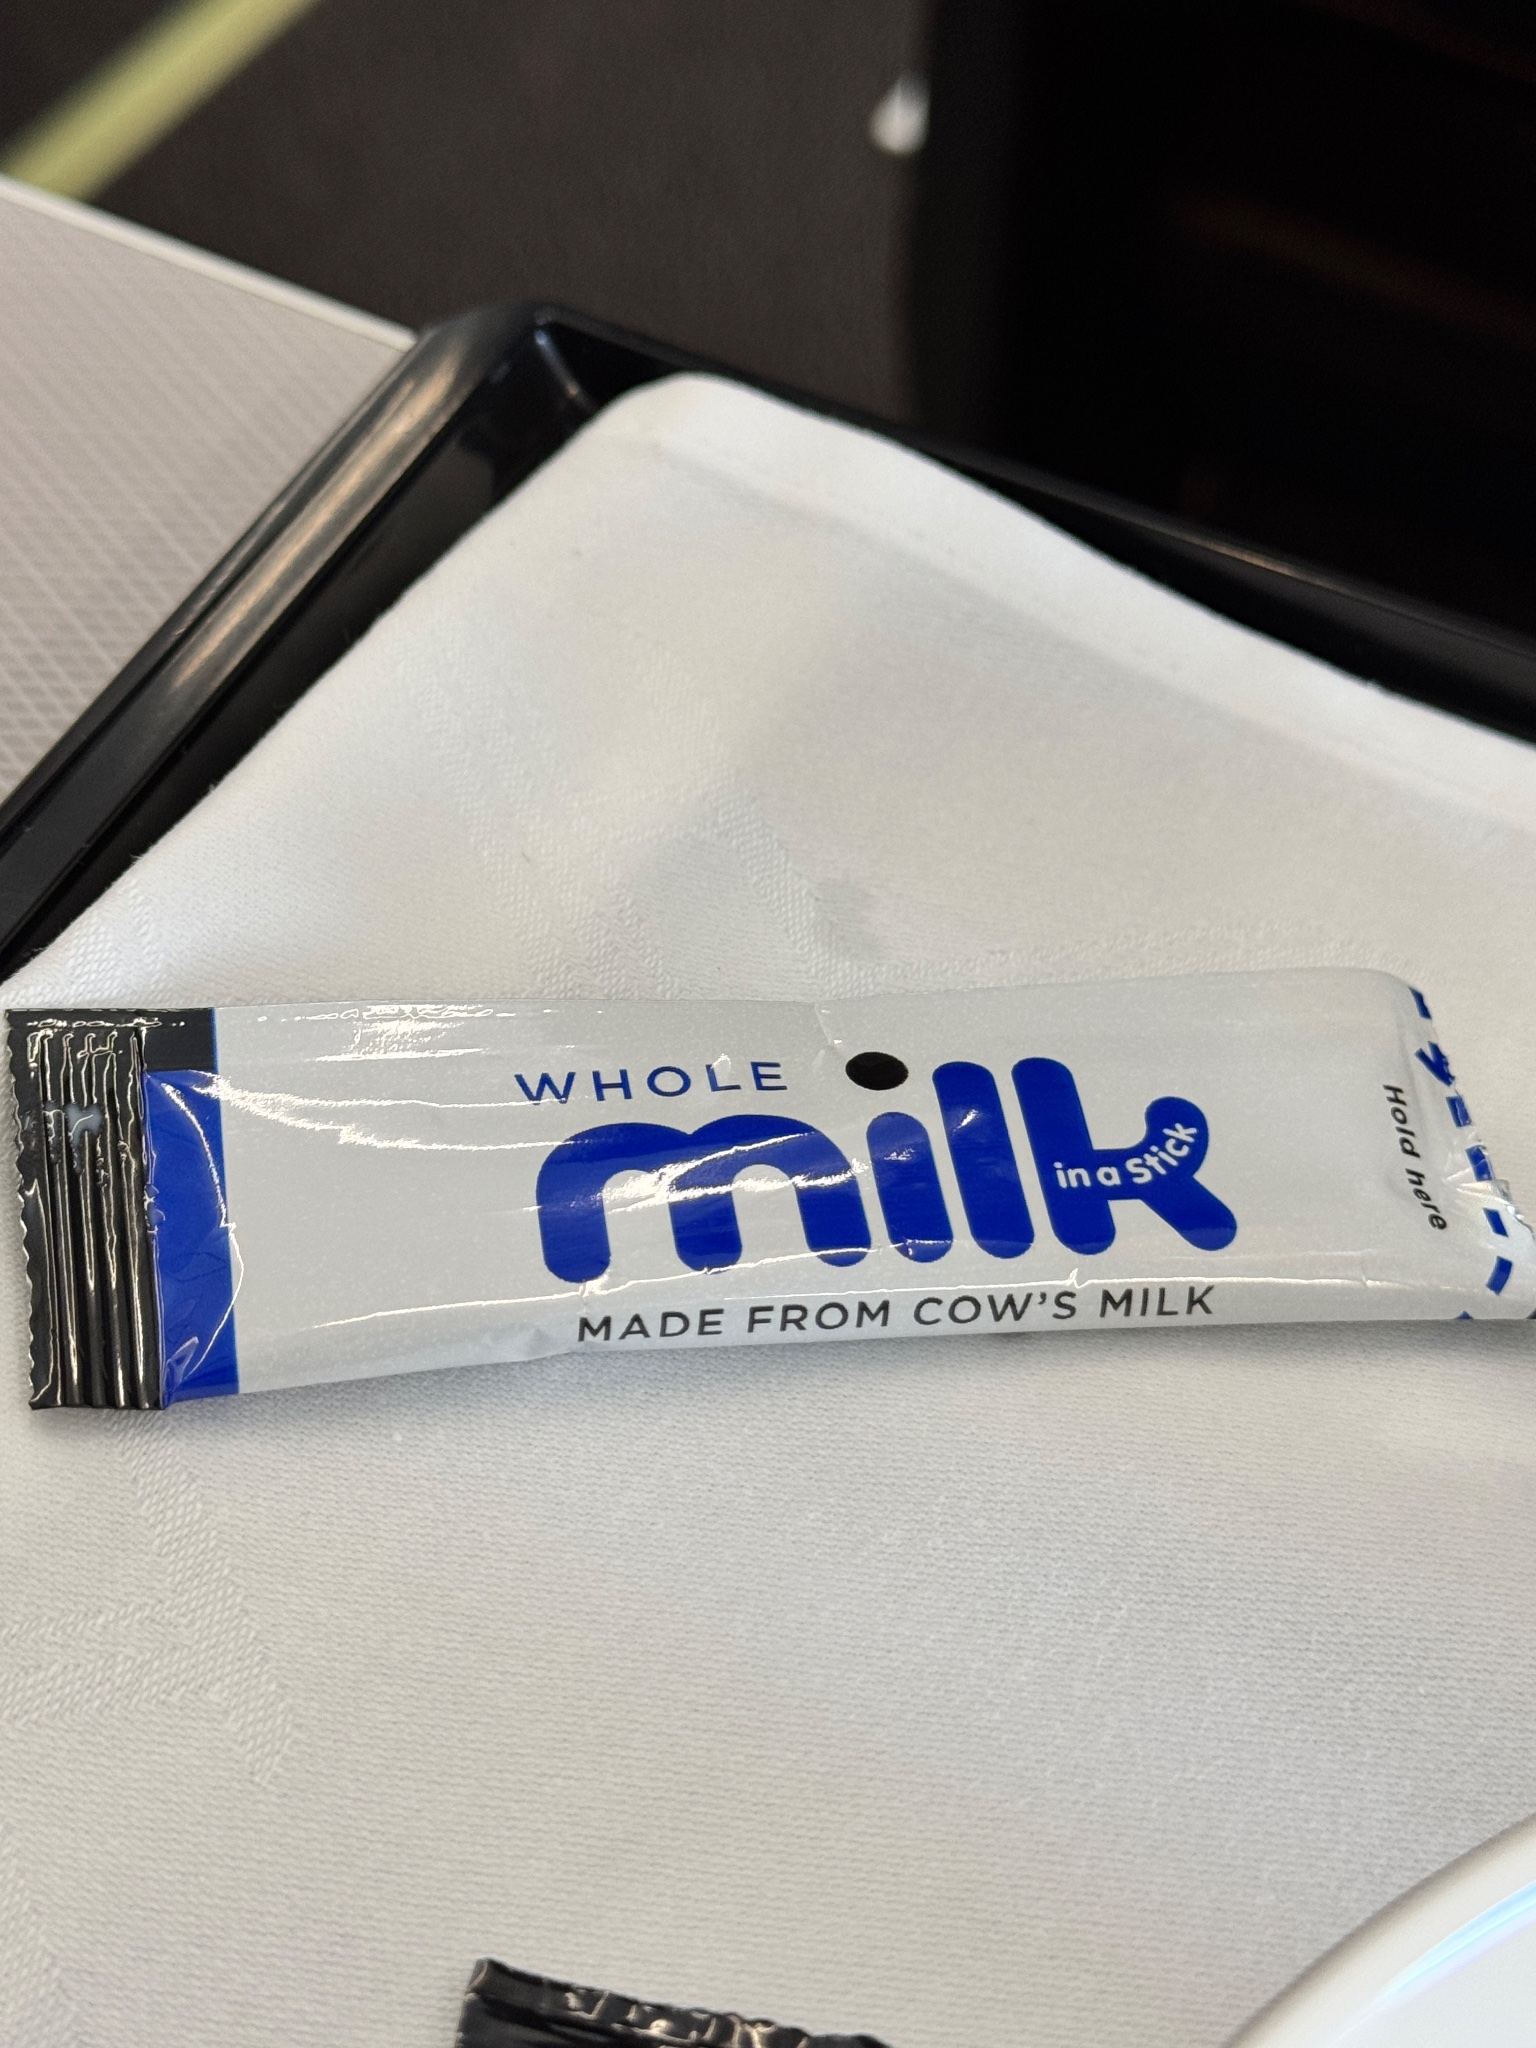 WHOLE
milk
in a Stick
MADE FROM COW'S MILK
Hold here